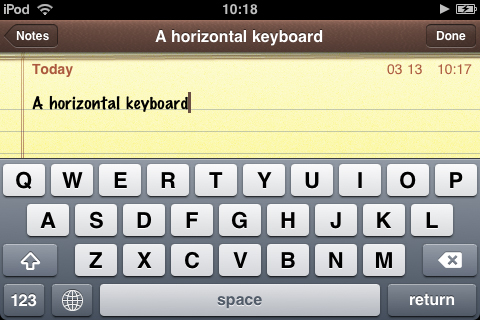 iPod 10:18
Notes A horizontal keyboard Done
Today 03 13 10:17
A horizontal keyboard
Q W E R T Y U I O P
A S D F G H J K L
Z X C V B N M
123 space return